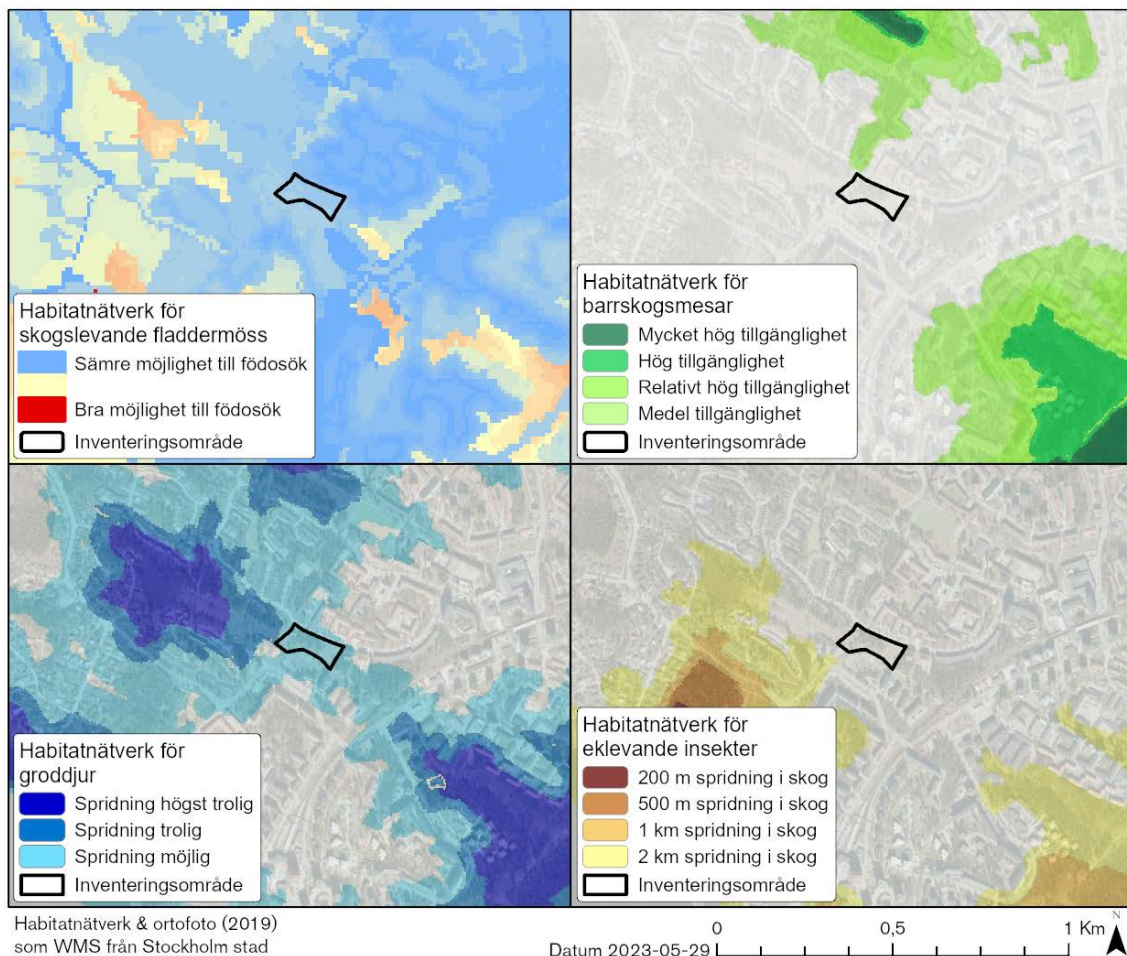 Habitatnätverk för
skogslevande fladdermöss
Sämre möjlighet till födosök
Bra möjlighet till födosök
Inventeringsområde
Habitatnätverk för
barrskogsmesar
Mycket hög tillgänglighet
Hög tillgänglighet
Relativt hög tillgänglighet
Medel tillgänglighet
Inventeringsområde
Habitatnätverk för
groddjur
Spridning högst trolig
Spridning trolig
Spridning möjlig
Inventeringsområde
Habitatnätverk för
eklevande insekter
200 m spridning i skog
500 m spridning i skog
1 km spridning i skog
2 km spridning i skog
Inventeringsområde
Habitatnätverk & ortofoto (2019)
som WMS från Stockholm stad
Datum 2023-05-29
0 0,5 1 Km
N